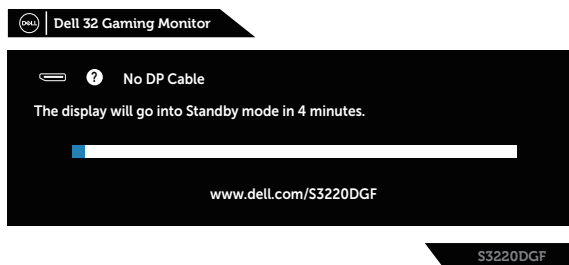 DELL Dell 32 Gaming Monitor
? No DP Cable
The display will go into Standby mode in 4 minutes.
www.dell.com/S3220DGF
S3220DGF